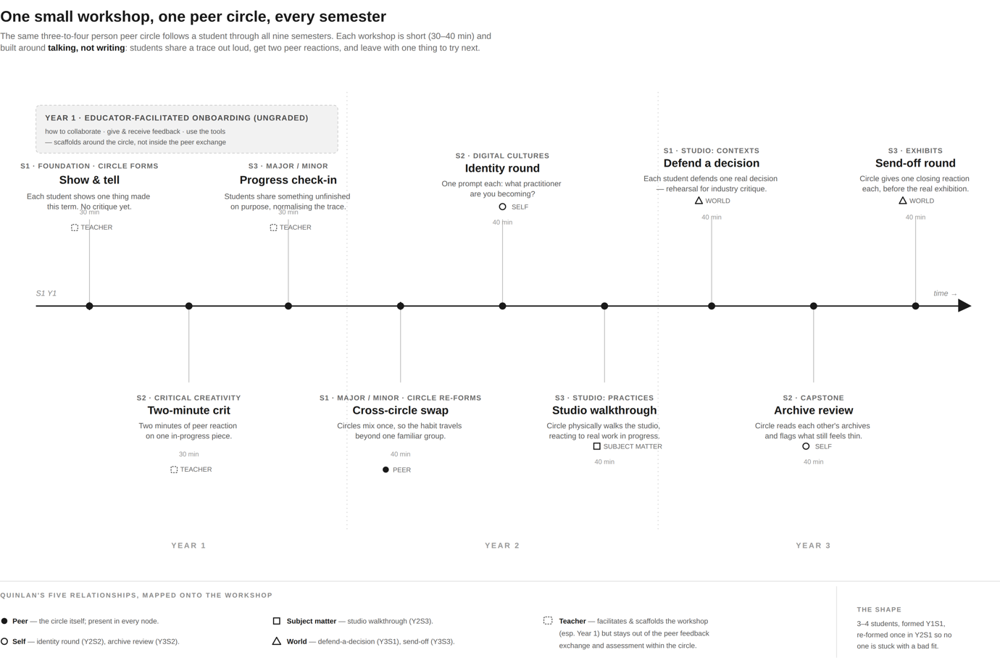 One small workshop, one peer circle, every semester
The same three-to-four person peer circle follows a student through all nine semesters. Each workshop is short (30–40 min) and
built around talking, not writing: students share a trace out loud, get two peer reactions, and leave with one thing to try next.
YEAR 1 · EDUCATOR-FACILITATED ONBOARDING (UNGRADED)
how to collaborate · give & receive feedback · use the tools
— scaffolds around the circle, not inside the peer exchange
S1 · FOUNDATION · CIRCLE FORMS
Show & tell
Each student shows one thing made
this term. No critique yet.
30 min
TEACHER
S3 · MAJOR / MINOR
Progress check-in
Students share something unfinished
on purpose, normalising the trace.
30 min
TEACHER
S2 · DIGITAL CULTURES
Identity round
One prompt each: what practitioner
are you becoming?
SELF
40 min
S1 · STUDIO: CONTEXTS
Defend a decision
Each student defends one real decision
— rehearsal for industry critique.
WORLD
40 min
S3 · EXHIBITS
Send-off round
Circle gives one closing reaction
each, before the real exhibition.
WORLD
40 min
S1 Y1
time →
S2 · CRITICAL CREATIVITY
Two-minute crit
Two minutes of peer reaction
on one in-progress piece.
30 min
TEACHER
S1 · MAJOR / MINOR · CIRCLE RE-FORMS
Cross-circle swap
Circles mix once, so the habit travels
beyond one familiar group.
40 min
PEER
S3 · STUDIO: PRACTICES
Studio walkthrough
Circle physically walks the studio,
reacting to real work in progress.
SUBJECT MATTER
40 min
S2 · CAPSTONE
Archive review
Circle reads each other's archives
and flags what still feels thin.
SELF
40 min
YEAR 1
YEAR 2
YEAR 3
QUINLAN'S FIVE RELATIONSHIPS, MAPPED ONTO THE WORKSHOP
Peer — the circle itself; present in every node.
Self — identity round (Y2S2), archive review (Y3S2).
Subject matter — studio walkthrough (Y2S3).
World — defend-a-decision (Y3S1), send-off (Y3S3).
Teacher — facilitates & scaffolds the workshop
(esp. Year 1) but stays out of the peer feedback
exchange and assessment within the circle.
THE SHAPE
3–4 students, formed Y1S1,
re-formed once in Y2S1 so no
one is stuck with a bad fit.